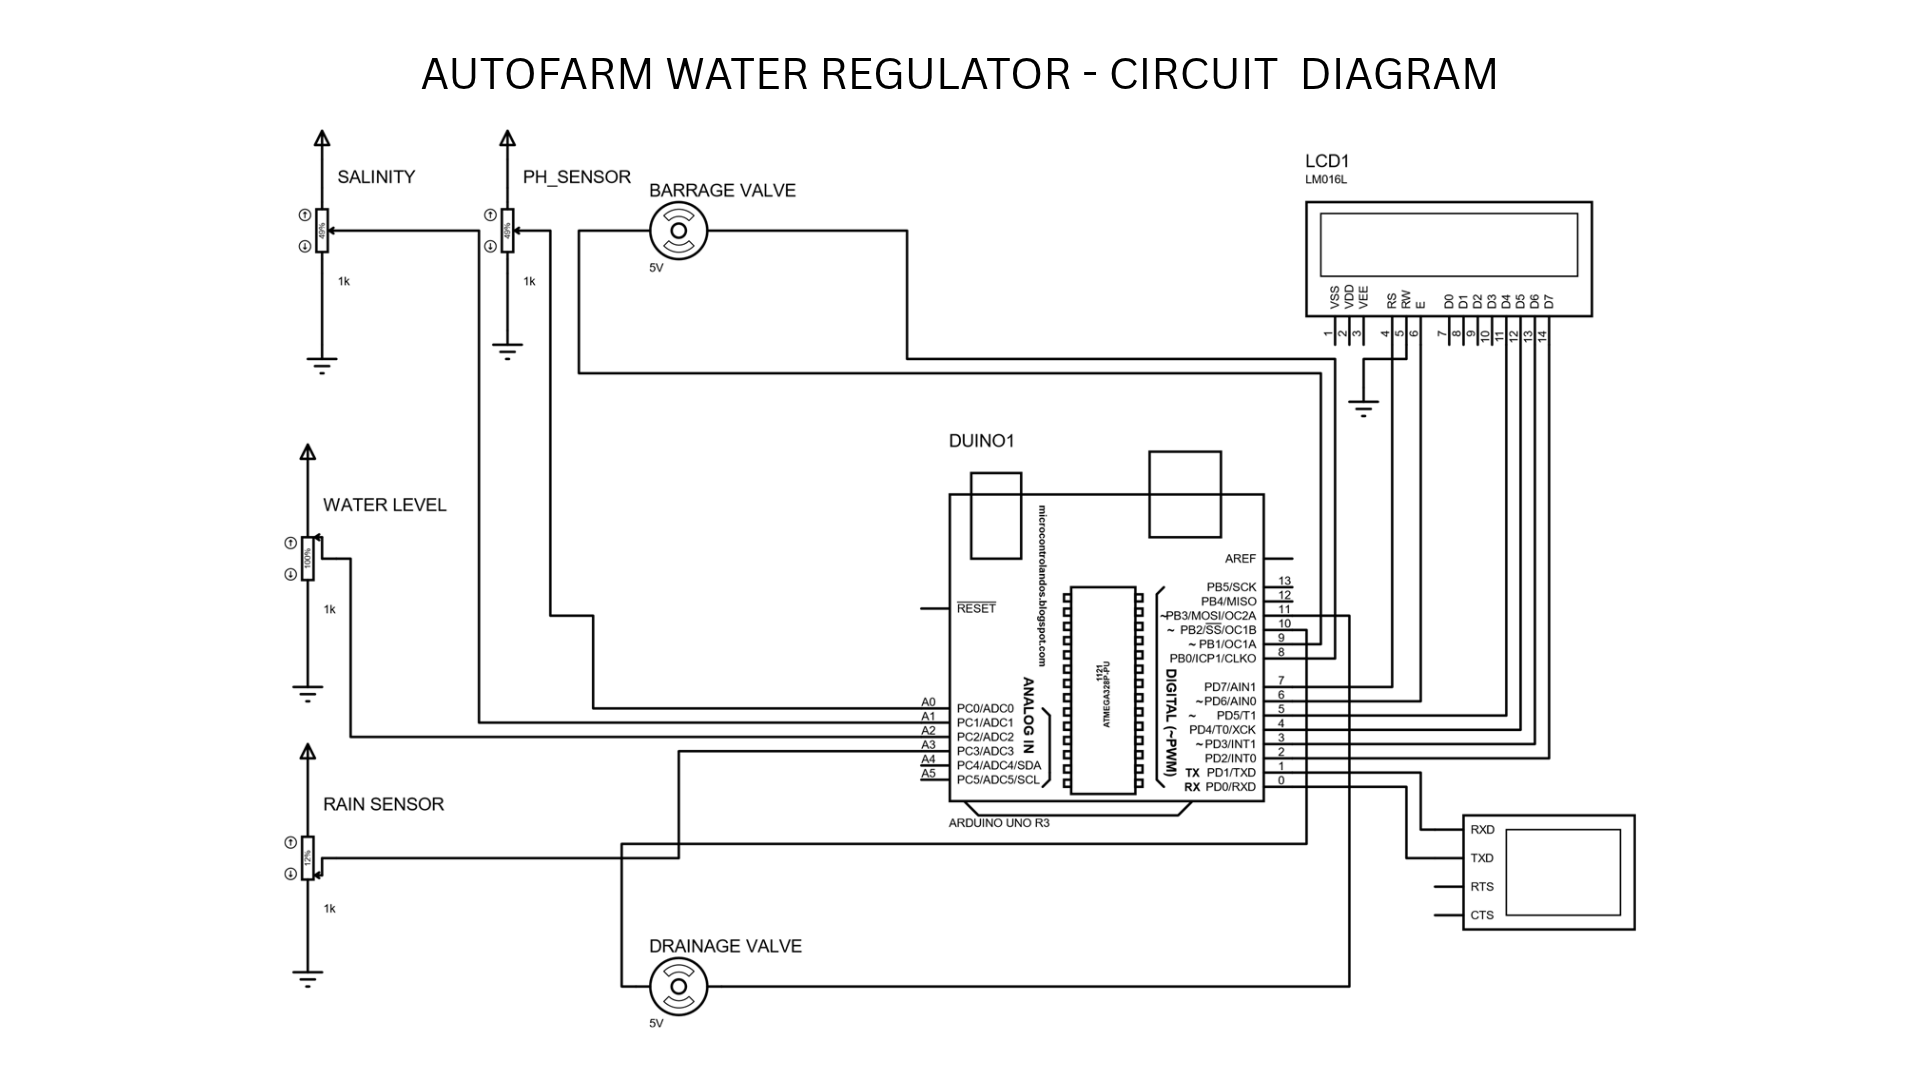 AUTOFARM WATER REGULATOR - CIRCUIT DIAGRAM
SALINITY
49%
1k
PH_SENSOR
49%
1k
BARRAGE VALVE
5V
LCD1
LM016L
VSS
VDD
VEE
RS
RW
E
D0
D1
D2
D3
D4
D5
D6
D7
1
2
3
4
5
6
7
8
9
10
11
12
13
14
WATER LEVEL
100%
1k
RAIN SENSOR
12%
1k
DUINO1
microcontrolandos.blogspot.com
RESET
AREF
PB5/SCK 13
PB4/MISO 12
~PB3/MOSI/OC2A 11
~ PB2/SS/OC1B 10
~ PB1/OC1A 9
PB0/ICP1/CLKO 8
PD7/AIN1 7
~PD6/AIN0 6
~ PD5/T1 5
PD4/T0/XCK 4
~PD3/INT1 3
PD2/INT0 2
TX PD1/TXD 1
RX PD0/RXD 0
A0 PC0/ADC0
A1 PC1/ADC1
A2 PC2/ADC2
A3 PC3/ADC3
A4 PC4/ADC4/SDA
A5 PC5/ADC5/SCL
ANALOG IN
1121
ATMEGA328P-PU
DIGITAL (~PWM)
ARDUINO UNO R3
RXD
TXD
RTS
CTS
DRAINAGE VALVE
5V